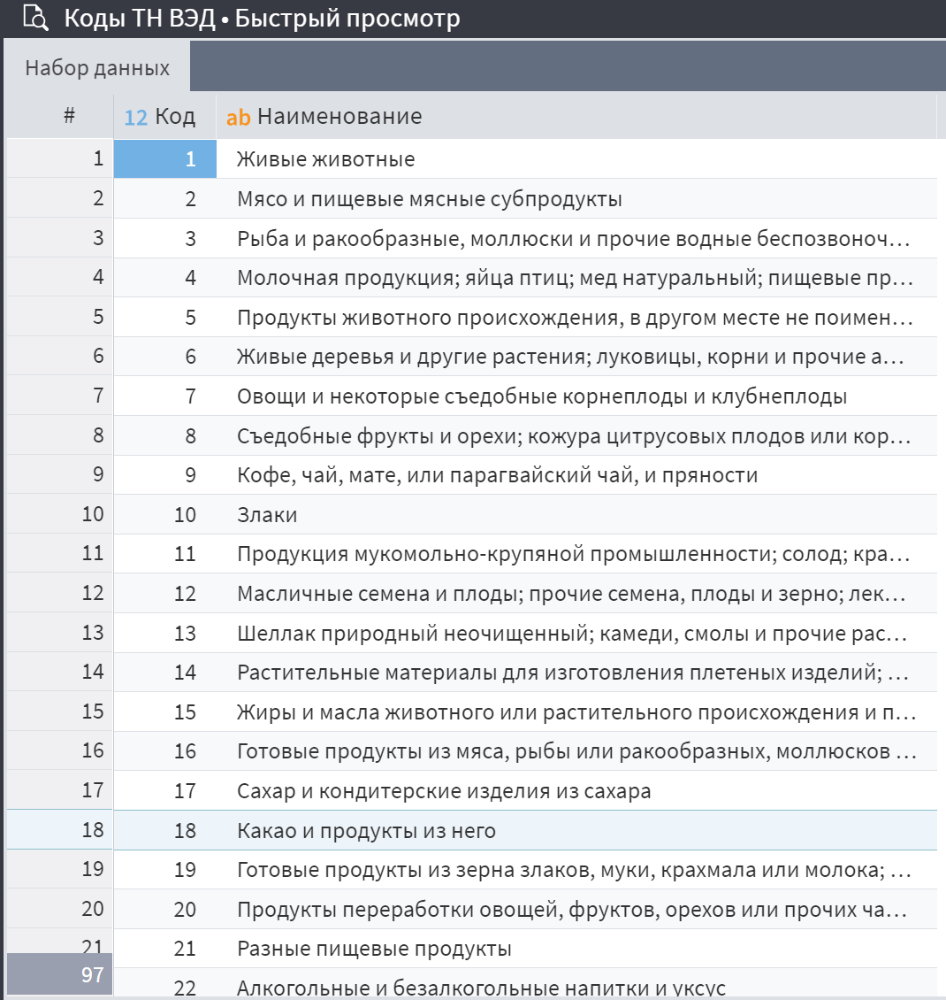 Коды ТН ВЭД • Быстрый просмотр
Набор данных
# 12 Код ab Наименование
1 1 Живые животные
2 2 Мясо и пищевые мясные субпродукты
3 3 Рыба и ракообразные, моллюски и прочие водные беспозвоноч...
4 4 Молочная продукция; яйца птиц; мед натуральный; пищевые пр...
5 5 Продукты животного происхождения, в другом месте не поимен...
6 6 Живые деревья и другие растения; луковицы, корни и прочие а...
7 7 Овощи и некоторые съедобные корнеплоды и клубнеплоды
8 8 Съедобные фрукты и орехи; кожура цитрусовых плодов или кор...
9 9 Кофе, чай, мате, или парагвайский чай, и пряности
10 10 Злаки
11 11 Продукция мукомольно-крупяной промышленности; солод; кра...
12 12 Масличные семена и плоды; прочие семена, плоды и зерно; лек...
13 13 Шеллак природный неочищенный; камеди, смолы и прочие рас...
14 14 Растительные материалы для изготовления плетеных изделий; ...
15 15 Жиры и масла животного или растительного происхождения и п...
16 16 Готовые продукты из мяса, рыбы или ракообразных, моллюсков ...
17 17 Сахар и кондитерские изделия из сахара
18 18 Какао и продукты из него
19 19 Готовые продукты из зерна злаков, муки, крахмала или молока; ...
20 20 Продукты переработки овощей, фруктов, орехов или прочих ча...
21 21 Разные пищевые продукты
97 22 Алкогольные и безалкогольные напитки и уксус